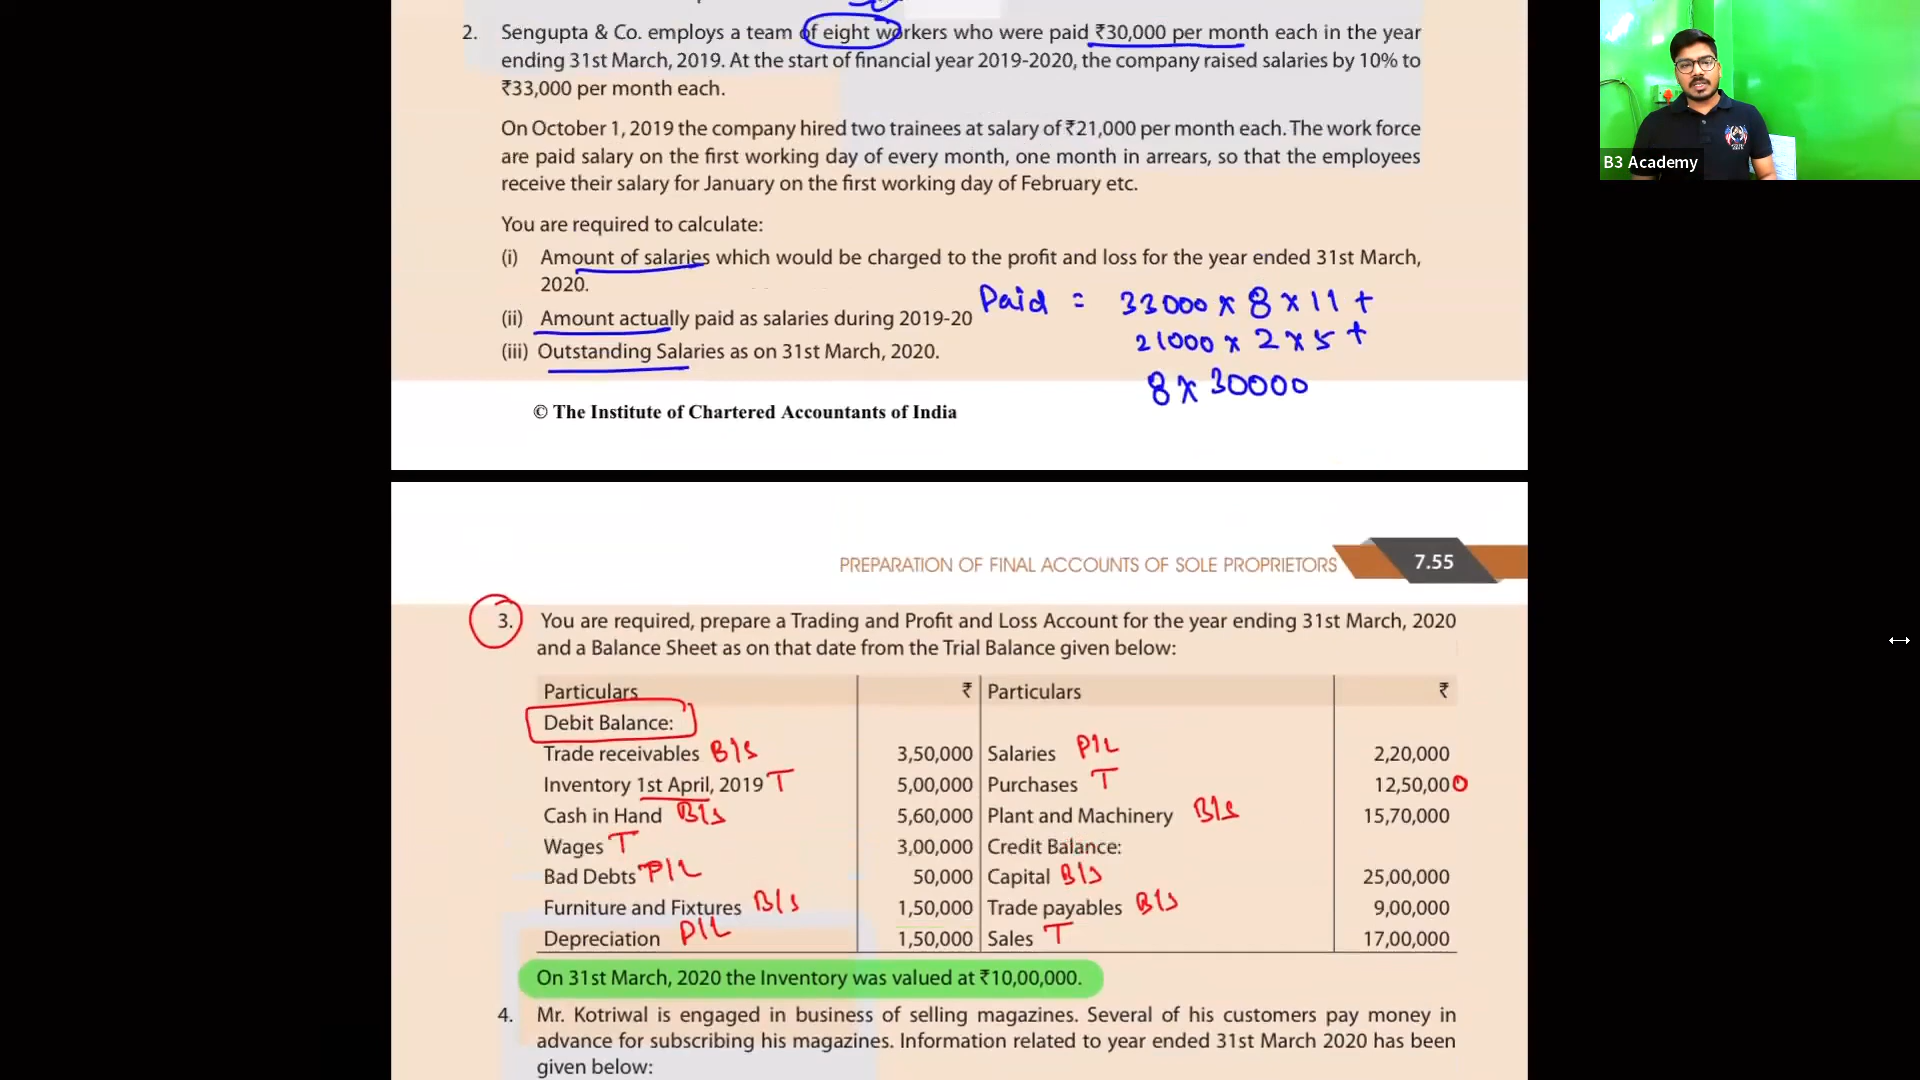 2. Sengupta & Co. employs a team of eight workers who were paid ₹30,000 per month each in the year
ending 31st March, 2019. At the start of financial year 2019-2020, the company raised salaries by 10% to
₹33,000 per month each.
On October 1, 2019 the company hired two trainees at salary of ₹21,000 per month each. The work force
are paid salary on the first working day of every month, one month in arrears, so that the employees
receive their salary for January on the first working day of February etc.
You are required to calculate:
(i) Amount of salaries which would be charged to the profit and loss for the year ended 31st March,
2020.
(ii) Amount actually paid as salaries during 2019-20
(iii) Outstanding Salaries as on 31st March, 2020.
Paid = 33000 x 8 x 11 +
21000 x 2 x 5 +
8 x 30000
© The Institute of Chartered Accountants of India
B3 Academy
PREPARATION OF FINAL ACCOUNTS OF SOLE PROPRIETORS 7.55
3. You are required, prepare a Trading and Profit and Loss Account for the year ending 31st March, 2020
and a Balance Sheet as on that date from the Trial Balance given below:
Particulars ₹ Particulars ₹
Debit Balance:
Trade receivables B/s 3,50,000 Salaries P/L 2,20,000
Inventory 1st April, 2019 T 5,00,000 Purchases T 12,50,000
Cash in Hand B/s 5,60,000 Plant and Machinery B/s 15,70,000
Wages T 3,00,000 Credit Balance:
Bad Debts P/L 50,000 Capital B/s 25,00,000
Furniture and Fixtures B/s 1,50,000 Trade payables B/s 9,00,000
Depreciation P/L 1,50,000 Sales T 17,00,000
On 31st March, 2020 the Inventory was valued at ₹10,00,000.
4. Mr. Kotriwal is engaged in business of selling magazines. Several of his customers pay money in
advance for subscribing his magazines. Information related to year ended 31st March 2020 has been
given below: